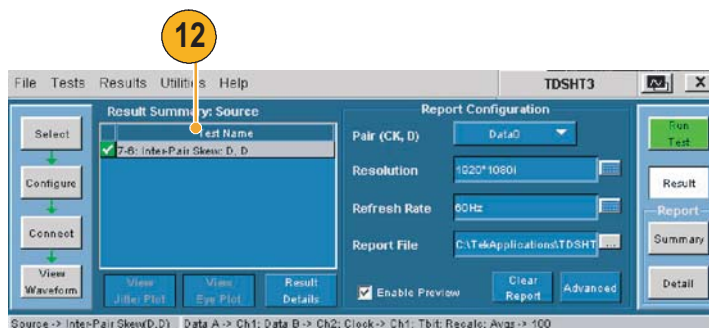 12
File Tests Results Utilities Help TDSHT3 X
Result Summary: Source
Test Name
7-6: Inter-Pair Skew: D, D
Select
Configure
Connect
View
Waveform
View
Jitter Plot
View
Eye Plot
Result
Details
Report Configuration
Pair (CK, D) Data0
Resolution 1920*1080i
Refresh Rate 60Hz
Report File C:\TekApplications\TDSHT ...
Enable Preview
Clear
Report
Advanced
Run
Test
Result
Report
Summary
Detail
Source -> Inter-Pair Skew(D,D) Data A -> Ch1: Data B -> Ch2: Clock -> Ch1: Tbit: Recalc: Avgs -> 100